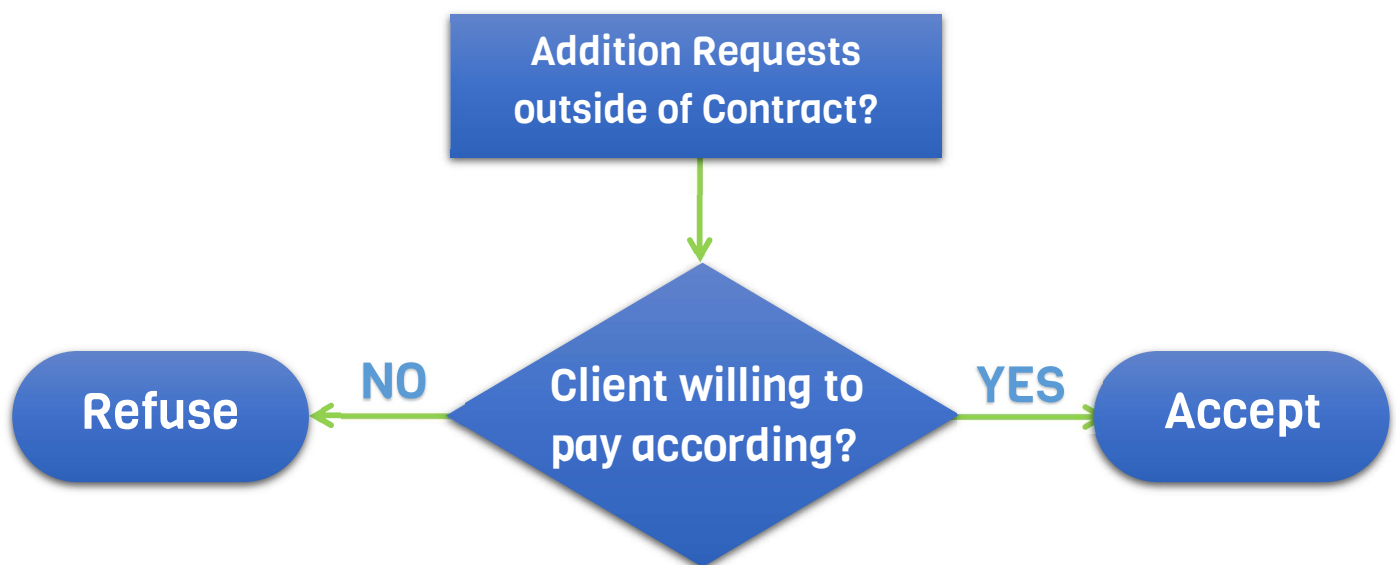 Addition Requests
outside of Contract?
NO
YES
Refuse
Client willing to
pay according?
Accept